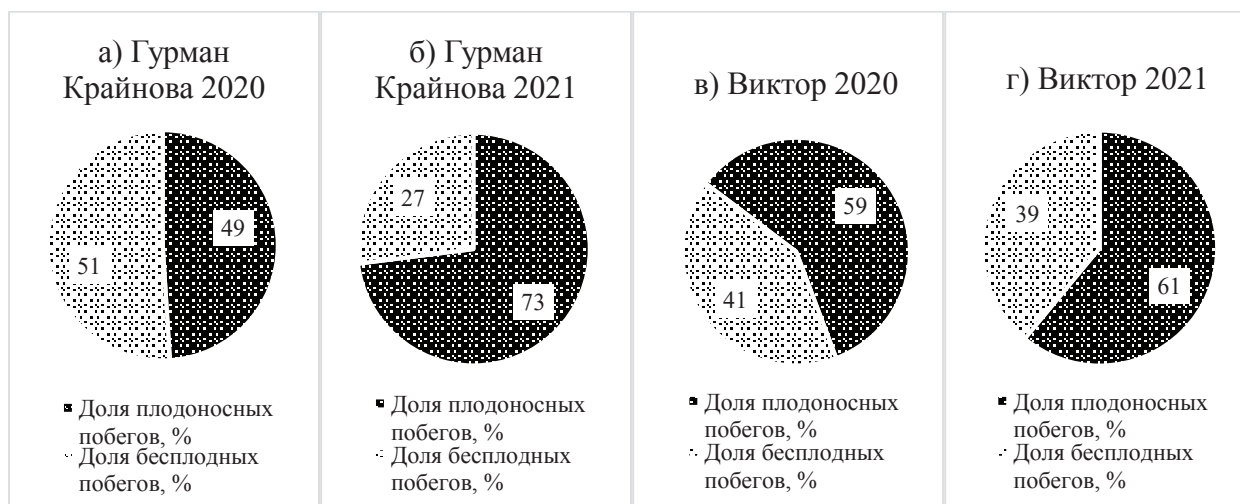 а) Гурман
Крайнова 2020
49
51
Доля плодоносных
побегов, %
Доля бесплодных
побегов, %
б) Гурман
Крайнова 2021
27
73
Доля плодоносных
побегов, %
Доля бесплодных
побегов, %
в) Виктор 2020
59
41
Доля плодоносных
побегов, %
Доля бесплодных
побегов, %
г) Виктор 2021
39
61
Доля плодоносных
побегов, %
Доля бесплодных
побегов, %